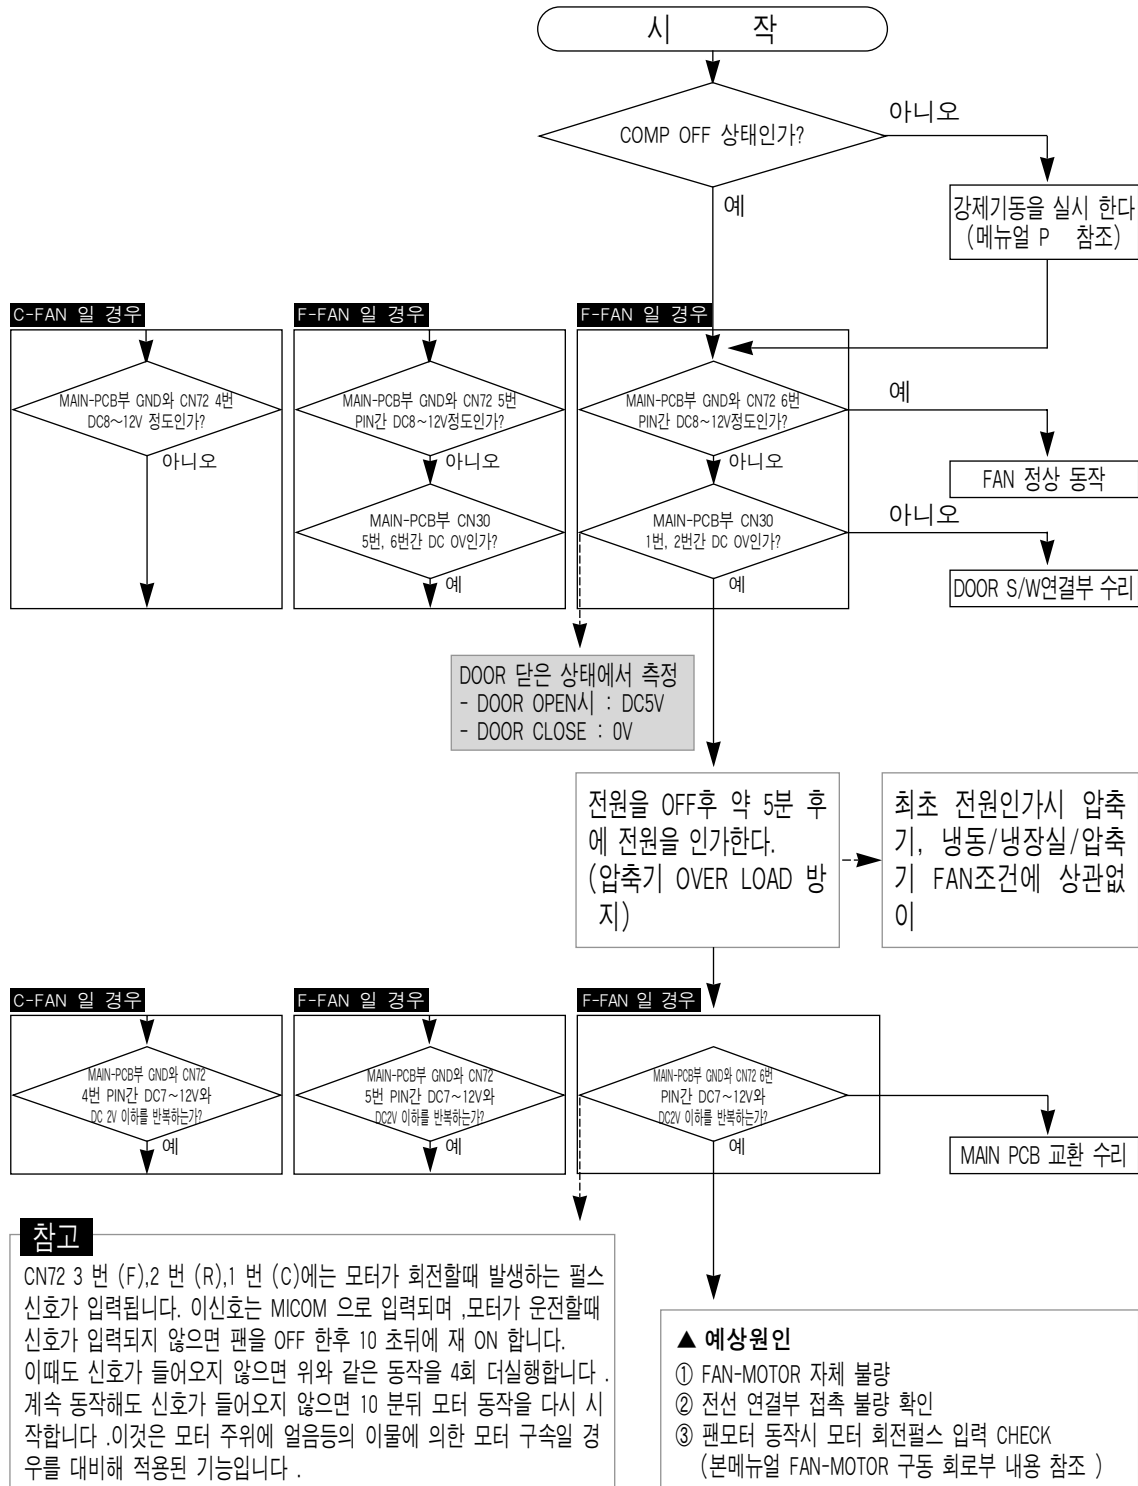 시 작
COMP OFF 상태인가?
아니오
예
강제기동을 실시 한다
(메뉴얼 P 참조)
C-FAN 일 경우
MAIN-PCB부 GND와 CN72 4번
DC8~12V 정도인가?
아니오
F-FAN 일 경우
MAIN-PCB부 GND와 CN72 5번
PIN간 DC8~12V정도인가?
아니오
MAIN-PCB부 CN30
5번, 6번간 DC 0V인가?
예
F-FAN 일 경우
MAIN-PCB부 GND와 CN72 6번
PIN간 DC8~12V정도인가?
예
FAN 정상 동작
아니오
MAIN-PCB부 CN30
1번, 2번간 DC 0V인가?
아니오
DOOR S/W연결부 수리
예
DOOR 닫은 상태에서 측정
- DOOR OPEN시 : DC5V
- DOOR CLOSE : 0V
전원을 OFF후 약 5분 후
에 전원을 인가한다.
(압축기 OVER LOAD 방
지)
최초 전원인가시 압축
기, 냉동/냉장실/압축
기 FAN조건에 상관없
이
C-FAN 일 경우
MAIN-PCB부 GND와 CN72
4번 PIN간 DC7~12V와
DC 2V 이하를 반복하는가?
예
F-FAN 일 경우
MAIN-PCB부 GND와 CN72
5번 PIN간 DC7~12V와
DC2V 이하를 반복하는가?
예
F-FAN 일 경우
MAIN-PCB부 GND와 CN72 6번
PIN간 DC7~12V와
DC2V 이하를 반복하는가?
예
MAIN PCB 교환 수리
참고
CN72 3 번 (F),2 번 (R),1 번 (C)에는 모터가 회전할때 발생하는 펄스
신호가 입력됩니다. 이신호는 MICOM 으로 입력되며 ,모터가 운전할때
신호가 입력되지 않으면 팬을 OFF 한후 10 초뒤에 재 ON 합니다.
이때도 신호가 들어오지 않으면 위와 같은 동작을 4회 더실행합니다 .
계속 동작해도 신호가 들어오지 않으면 10 분뒤 모터 동작을 다시 시
작합니다 .이것은 모터 주위에 얼음등의 이물에 의한 모터 구속일 경
우를 대비해 적용된 기능입니다 .
▲ 예상원인
① FAN-MOTOR 자체 불량
② 전선 연결부 접촉 불량 확인
③ 팬모터 동작시 모터 회전펄스 입력 CHECK
(본메뉴얼 FAN-MOTOR 구동 회로부 내용 참조 )